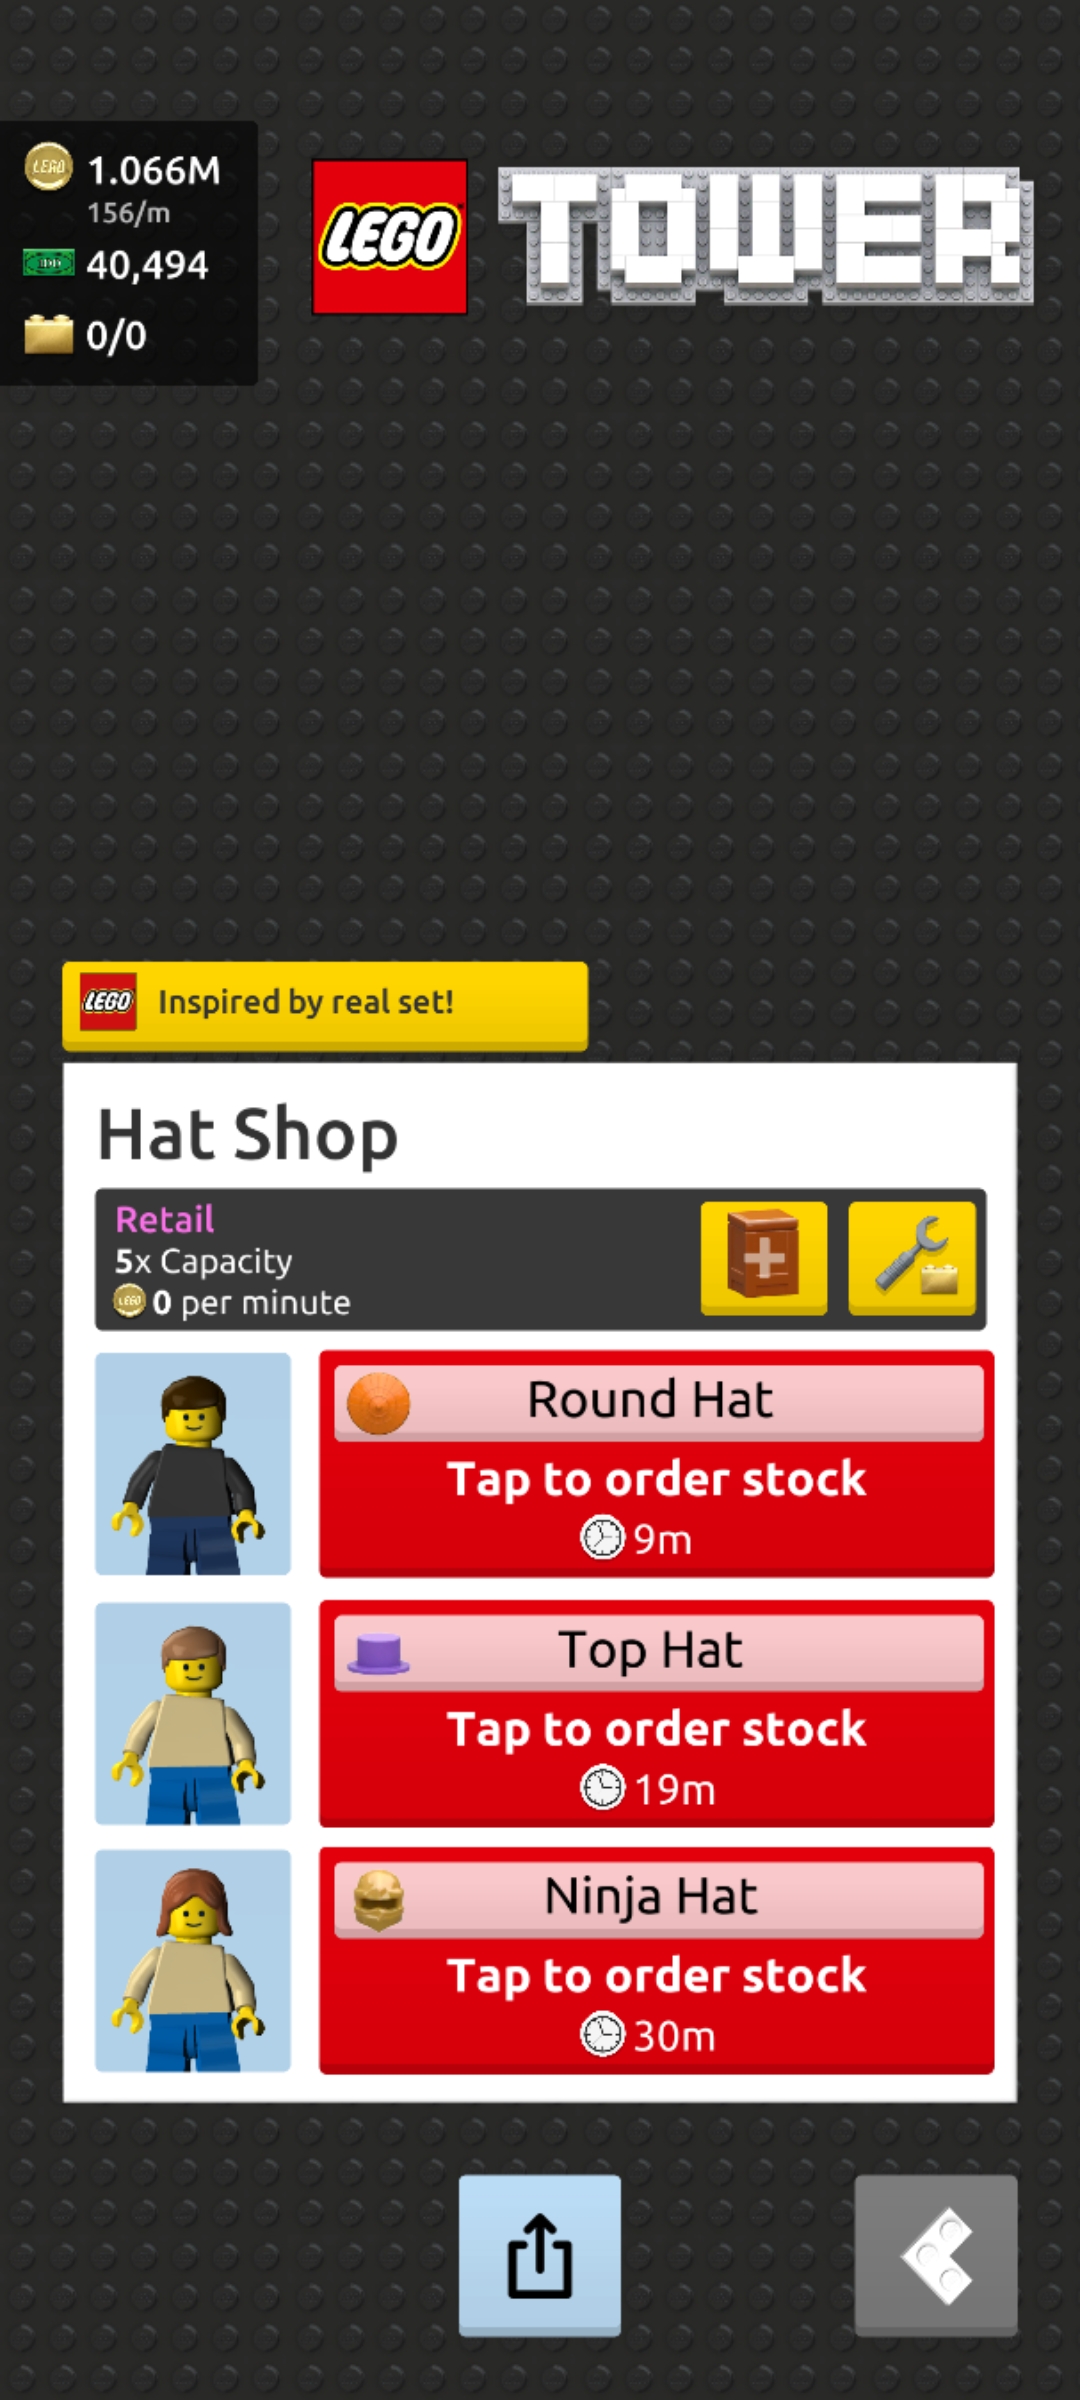 1.066M
156/m
40,494
0/0
LEGO TOWER
LEGO Inspired by real set!
Hat Shop
Retail
5x Capacity
0 per minute
Round Hat
Tap to order stock
9m
Top Hat
Tap to order stock
19m
Ninja Hat
Tap to order stock
30m